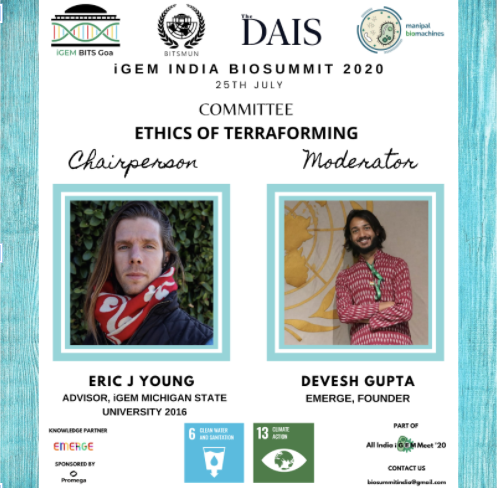 iGEM BITS Goa
BITSMUN
The DAIS
manipal
biomachines
iGEM INDIA BIOSUMMIT 2020
25TH JULY
COMMITTEE
ETHICS OF TERRAFORMING
Chairperson
Moderator
ERIC J YOUNG
ADVISOR, iGEM MICHIGAN STATE
UNIVERSITY 2016
DEVESH GUPTA
EMERGE, FOUNDER
KNOWLEDGE PARTNER
EMERGE
SPONSORED BY
Promega
6 CLEAN WATER
AND SANITATION
13 CLIMATE
ACTION
PART OF
All India iGEM Meet '20
CONTACT US
biosummitindia@gmail.com